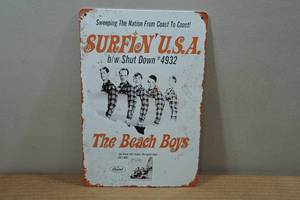 Sweeping The Nation From Coast To Coast!
SURFIN' U.S.A.
b/w Shut Down #4932
The Beach Boys